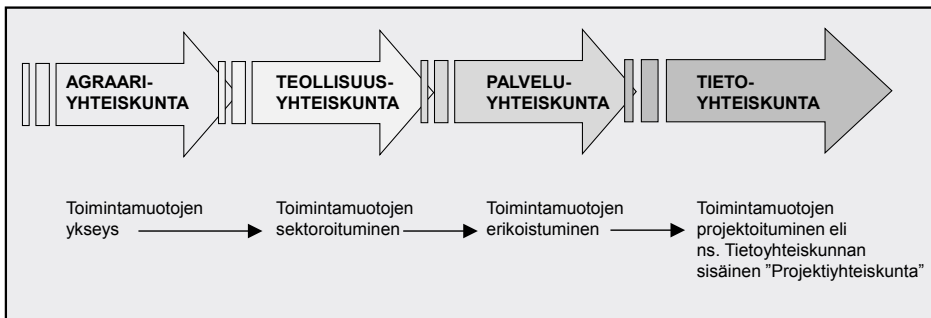 AGRAARI-
YHTEISKUNTA
TEOLLISUUS-
YHTEISKUNTA
PALVELU-
YHTEISKUNTA
TIETO-
YHTEISKUNTA
Toimintamuotojen
ykseys
Toimintamuotojen
sektoroituminen
Toimintamuotojen
erikoistuminen
Toimintamuotojen
projektoituminen eli
ns. Tietoyhteiskunnan
sisäinen ”Projektiyhteiskunta”